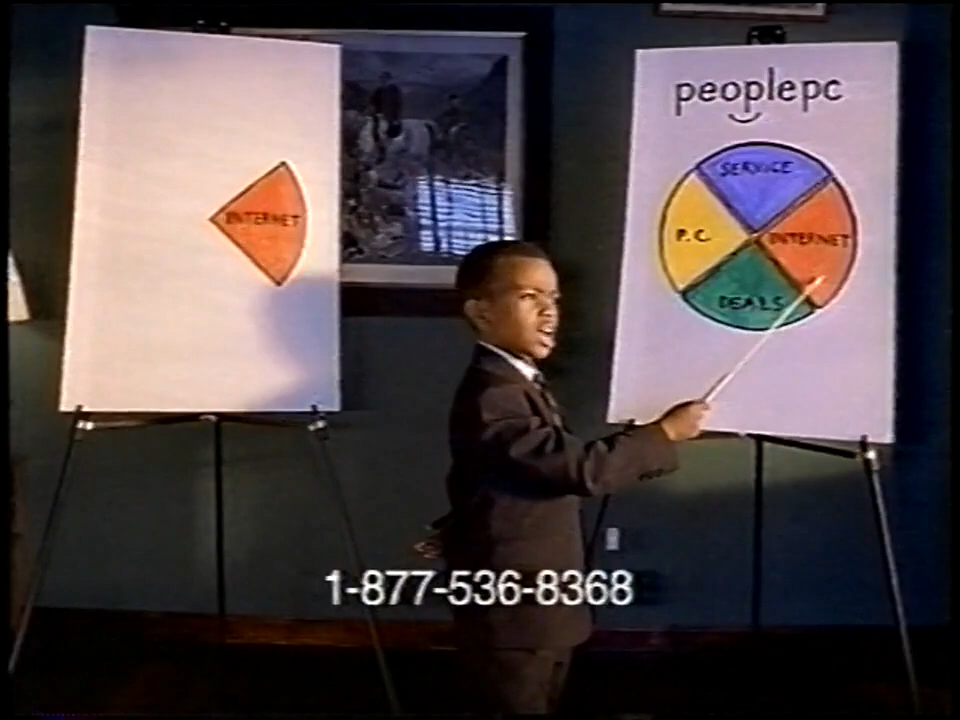 INTERNET
peoplepc
SERVICE
P.C.
INTERNET
DEALS
1-877-536-8368